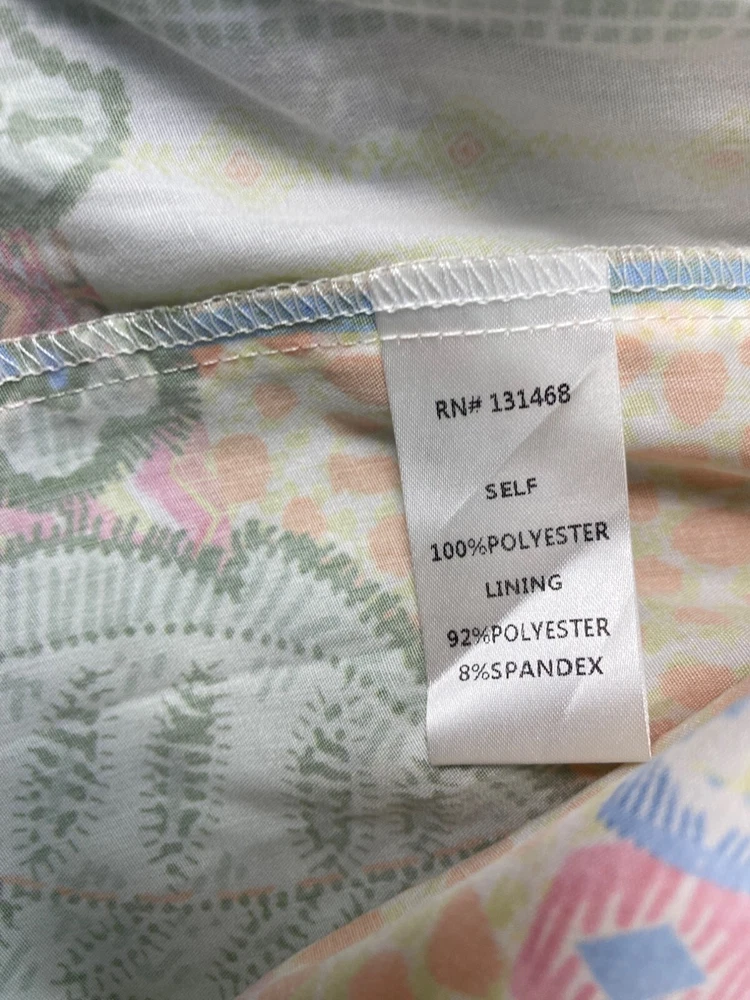 RN# 131468
SELF
100%POLYESTER
LINING
92%POLYESTER
8%SPANDEX